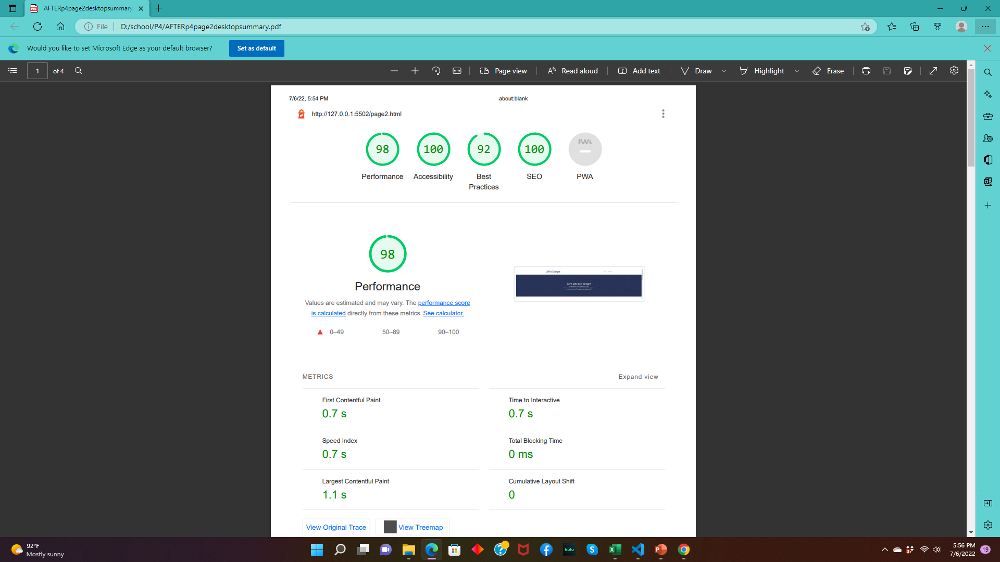 AFTERp4page2desktopsummary
File
D:/school/P4/AFTERp4page2desktopsummary.pdf
Would you like to set Microsoft Edge as your default browser?
Set as default
1 of 4
Page view
Read aloud
Add text
Draw
Highlight
Erase
7/6/22, 5:54 PM
about:blank
http://127.0.0.1:5502/page2.html
98
100
92
100
PWA
Performance
Accessibility
Best
Practices
SEO
PWA
98
Performance
Values are estimated and may vary. The performance score
is calculated directly from these metrics. See calculator.
0–49
50–89
90–100
Let's talk web design!
METRICS
Expand view
First Contentful Paint
0.7 s
Time to Interactive
0.7 s
Speed Index
0.7 s
Total Blocking Time
0 ms
Largest Contentful Paint
1.1 s
Cumulative Layout Shift
0
View Original Trace
View Treemap
92°F
Mostly sunny
hulu
5:56 PM
7/6/2022
19